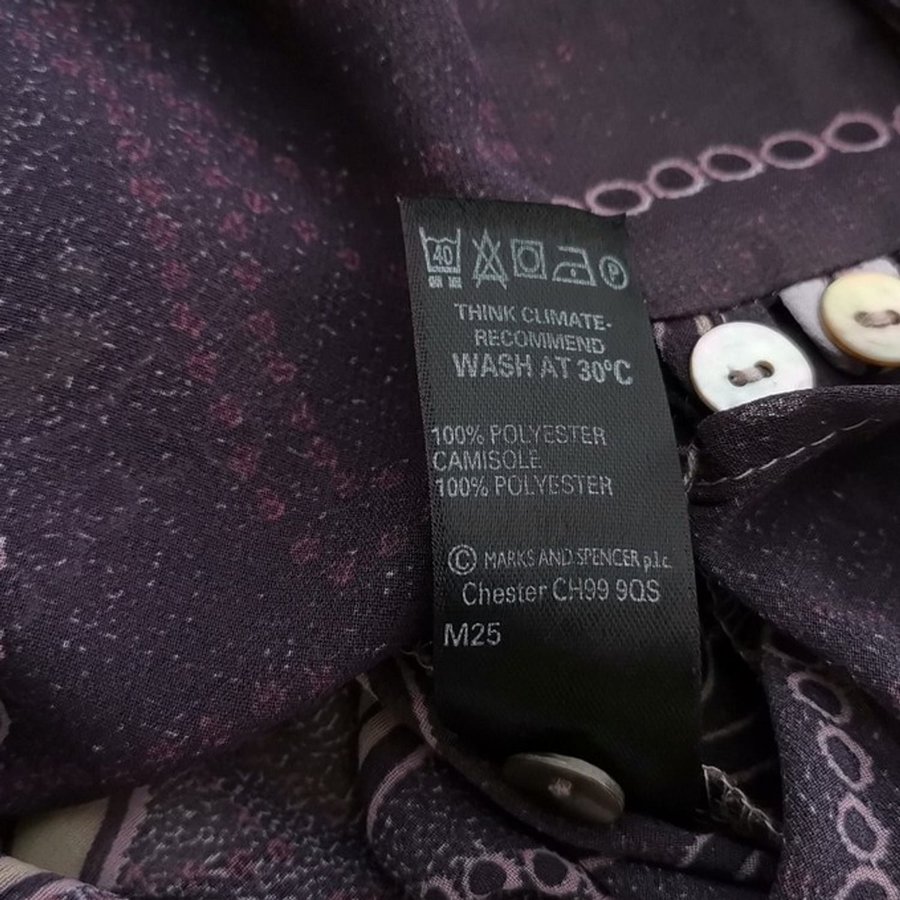 40
P
THINK CLIMATE-
RECOMMEND
WASH AT 30°C
100% POLYESTER
CAMISOLE
100% POLYESTER
© MARKS AND SPENCER p.l.c.
Chester CH99 9QS
M25